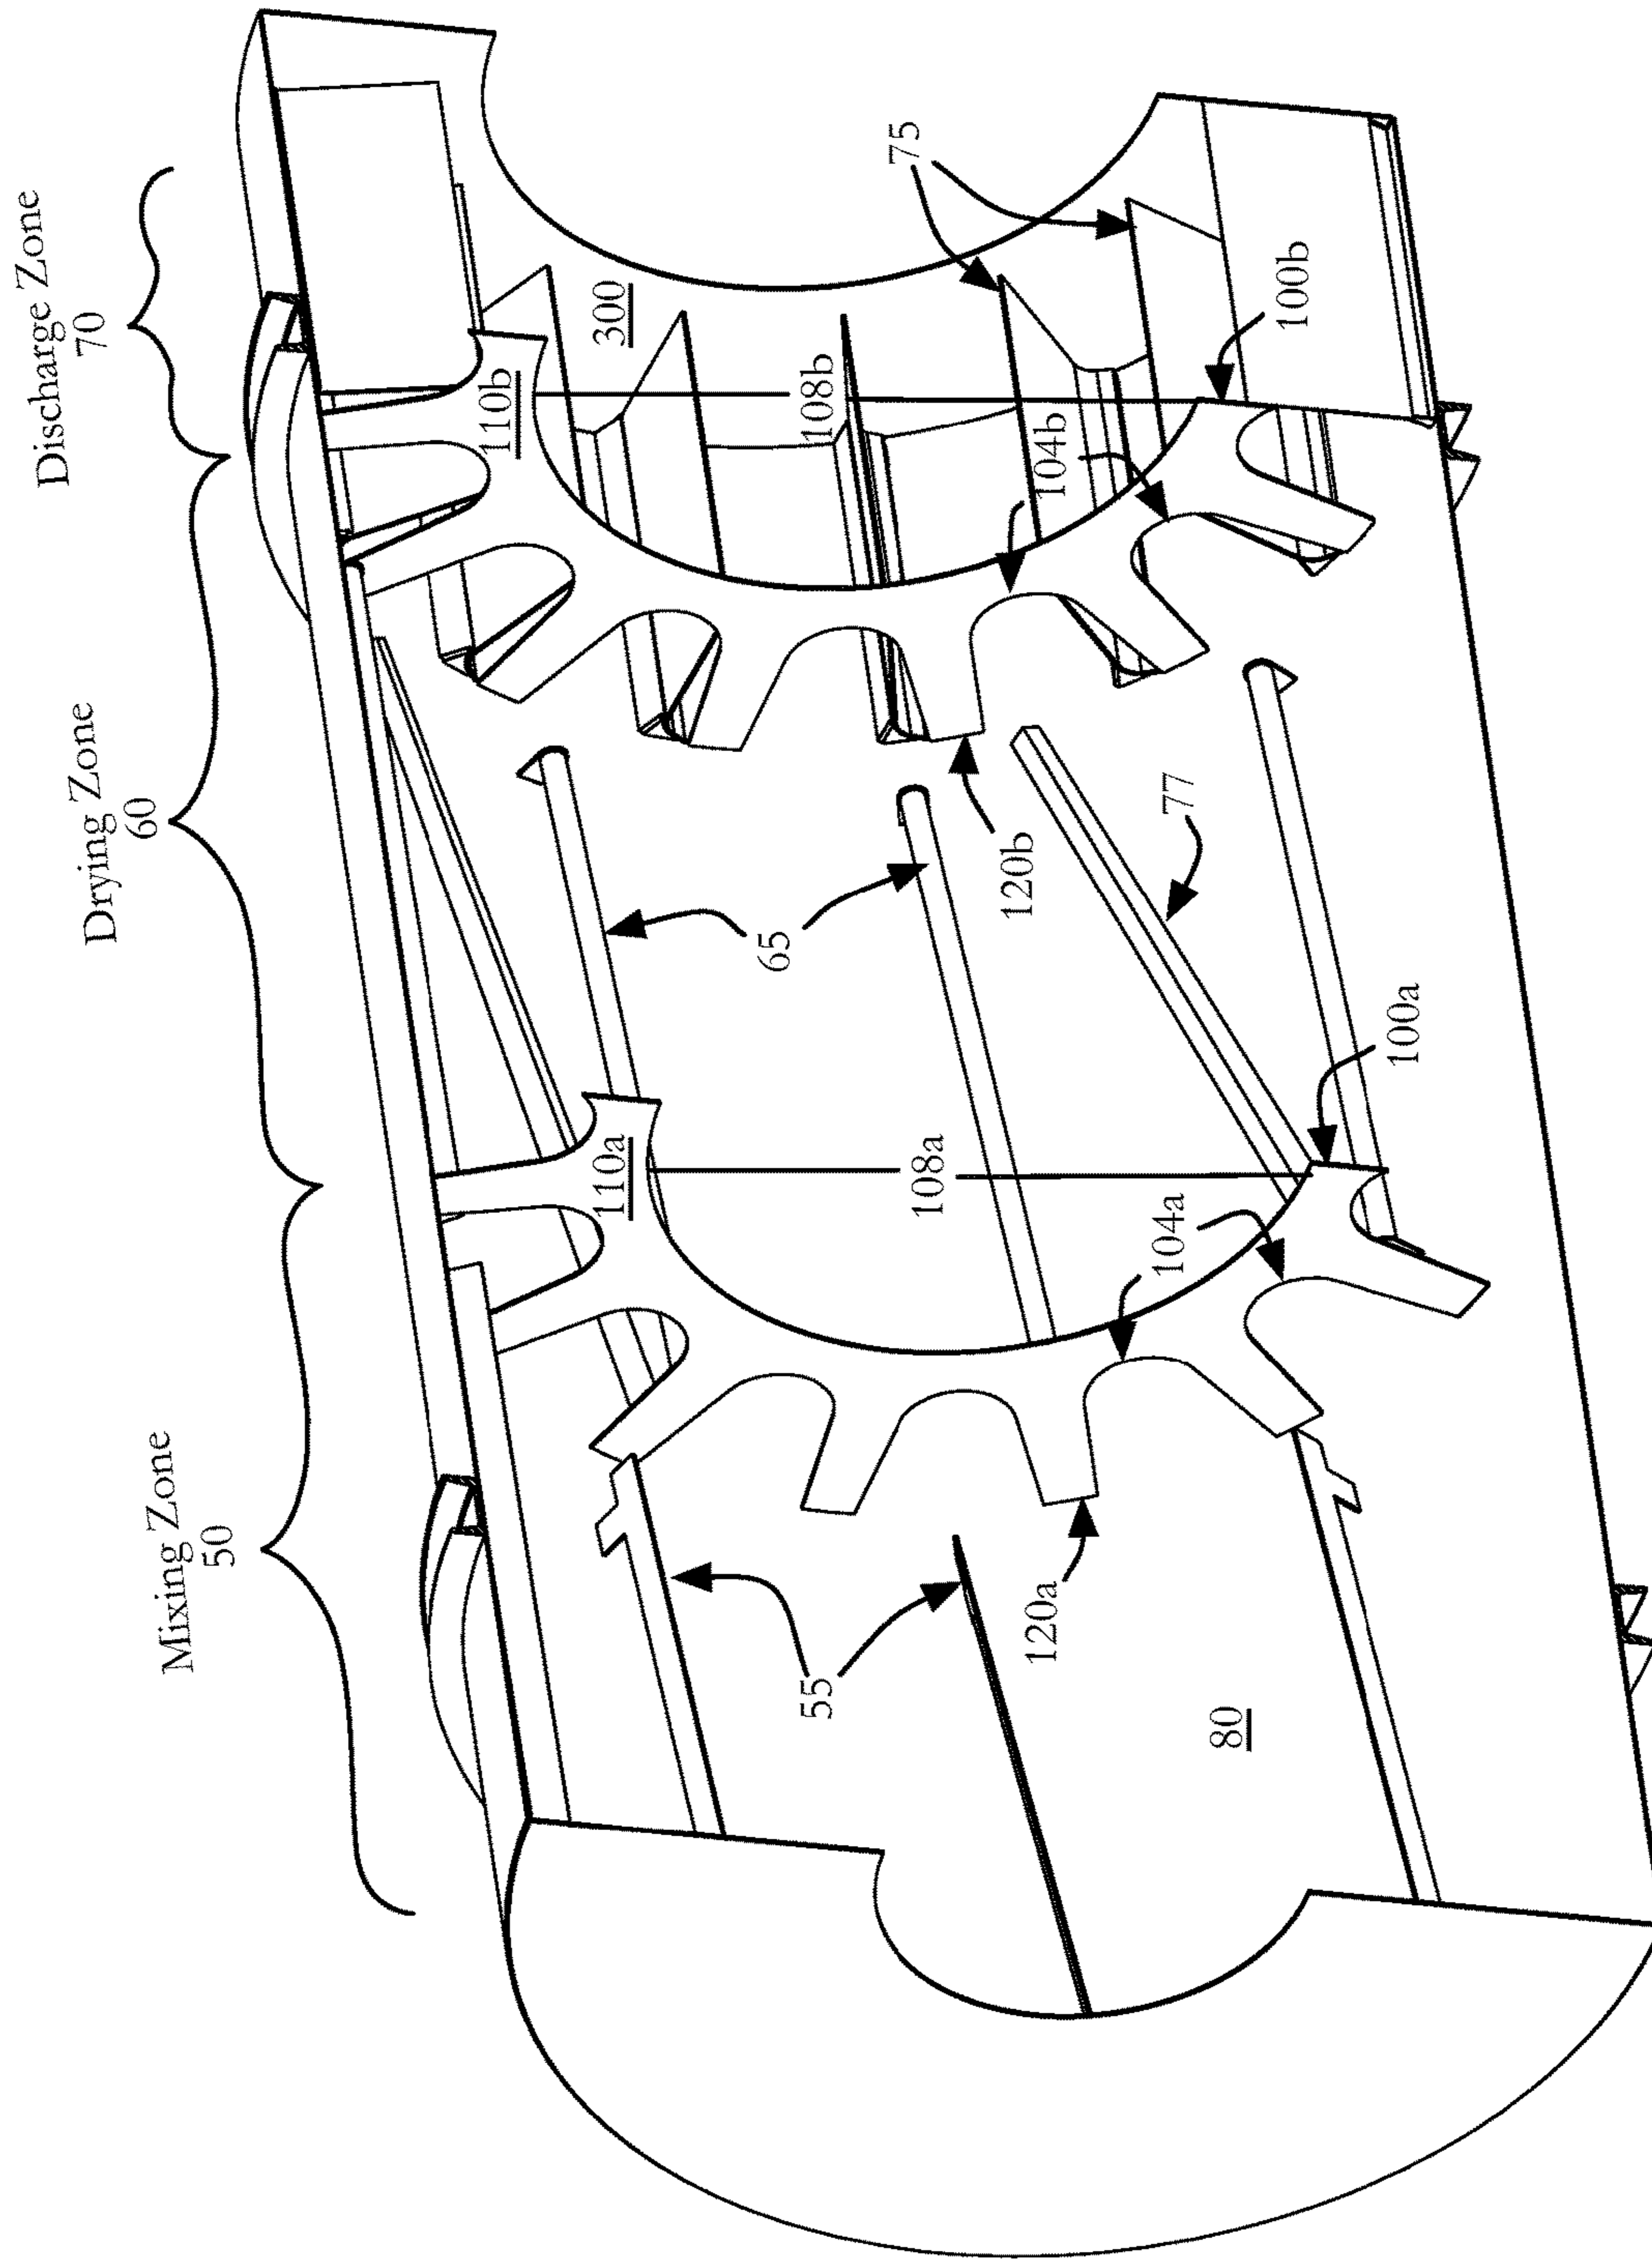 Mixing Zone
50
Drying Zone
60
Discharge Zone
70
110a
110b
300
75
65
108b
108a
104b
100b
55
120b
77
104a
100a
120a
80